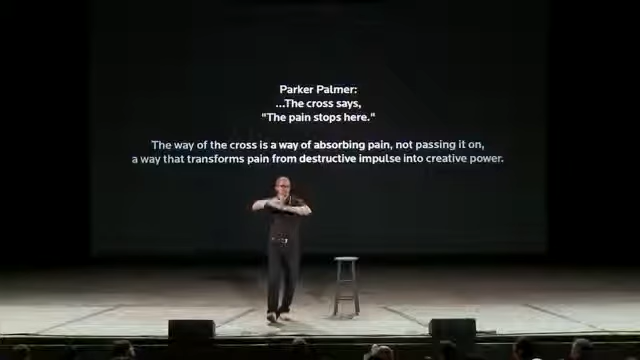 Parker Palmer:
...The cross says,
"The pain stops here."
The way of the cross is a way of absorbing pain, not passing it on,
a way that transforms pain from destructive impulse into creative power.